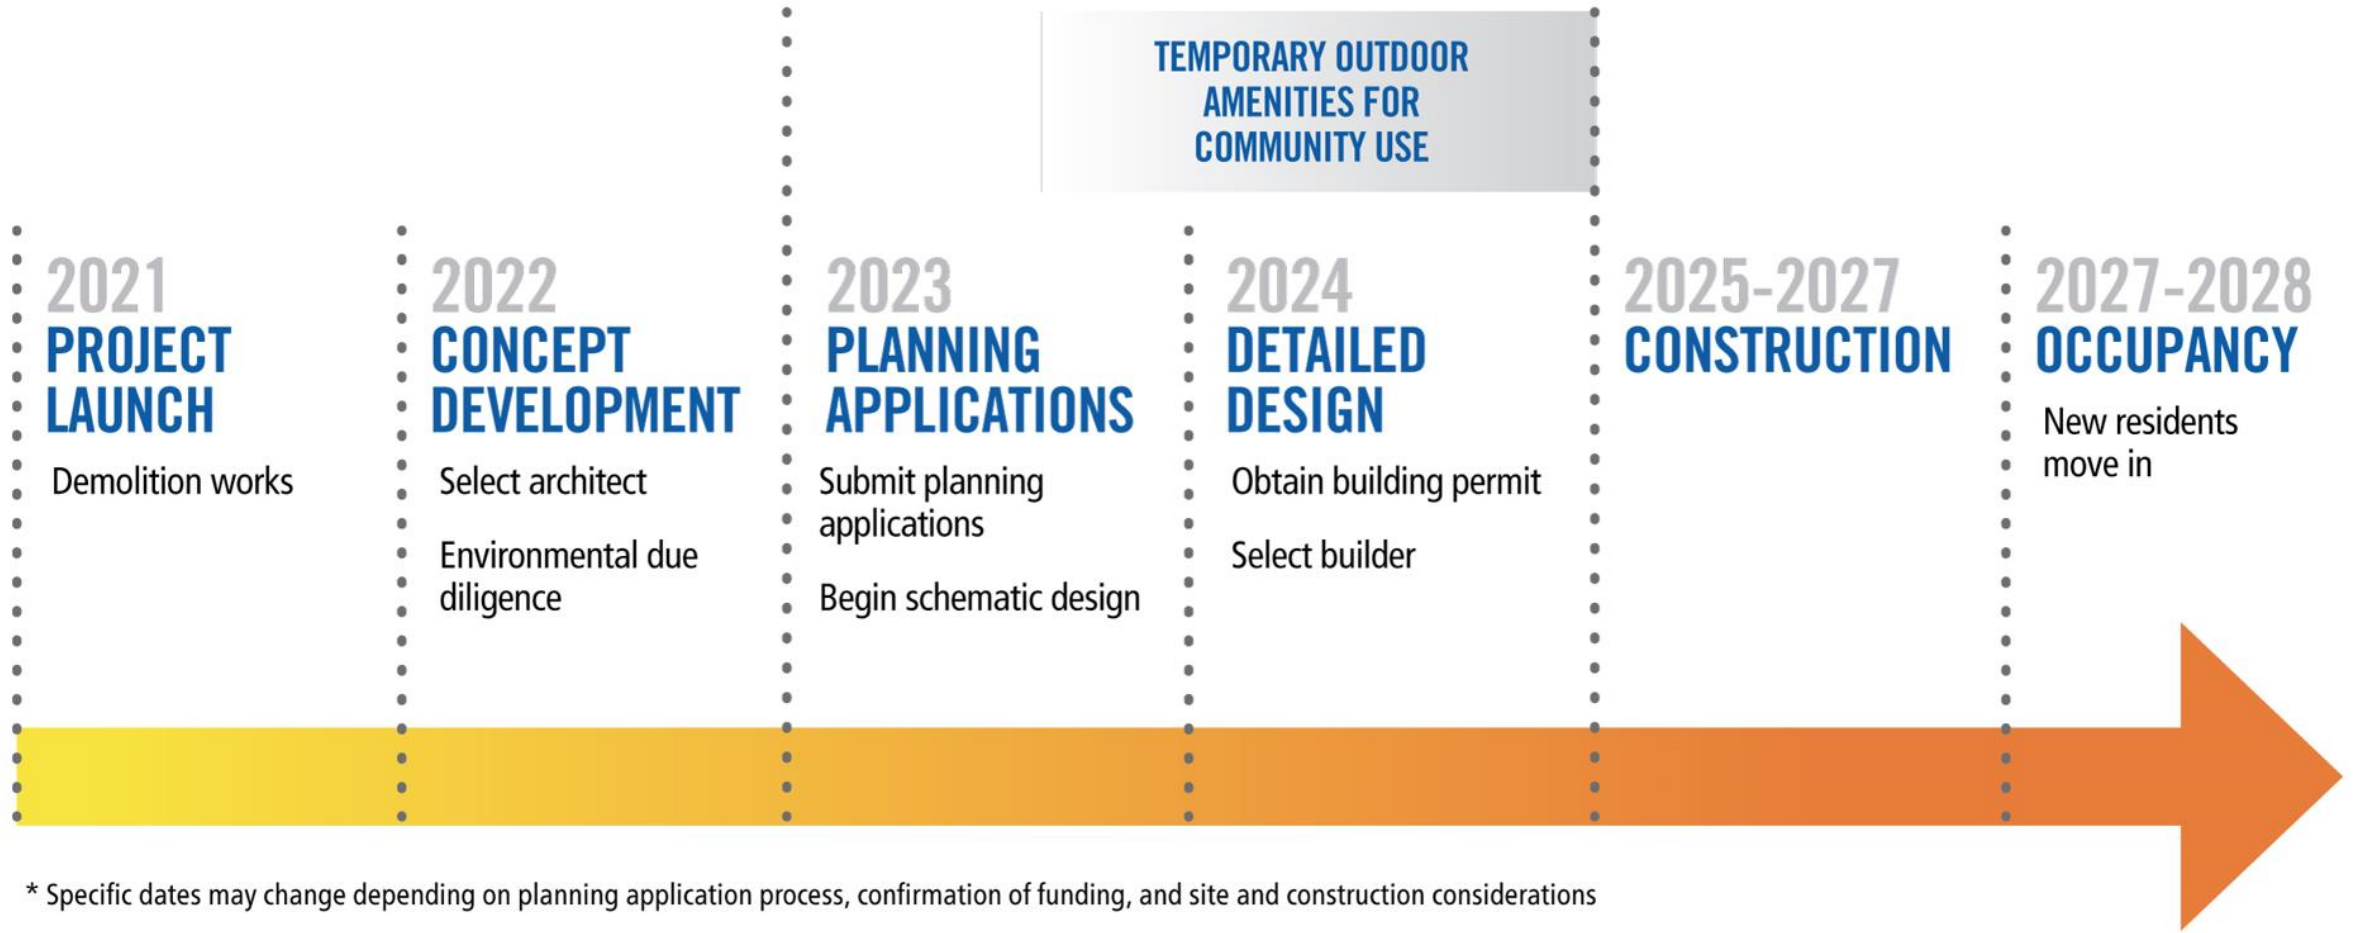 TEMPORARY OUTDOOR
AMENITIES FOR
COMMUNITY USE
2021
PROJECT
LAUNCH
Demolition works
2022
CONCEPT
DEVELOPMENT
Select architect
Environmental due
diligence
2023
PLANNING
APPLICATIONS
Submit planning
applications
Begin schematic design
2024
DETAILED
DESIGN
Obtain building permit
Select builder
2025-2027
CONSTRUCTION
2027-2028
OCCUPANCY
New residents
move in
* Specific dates may change depending on planning application process, confirmation of funding, and site and construction considerations